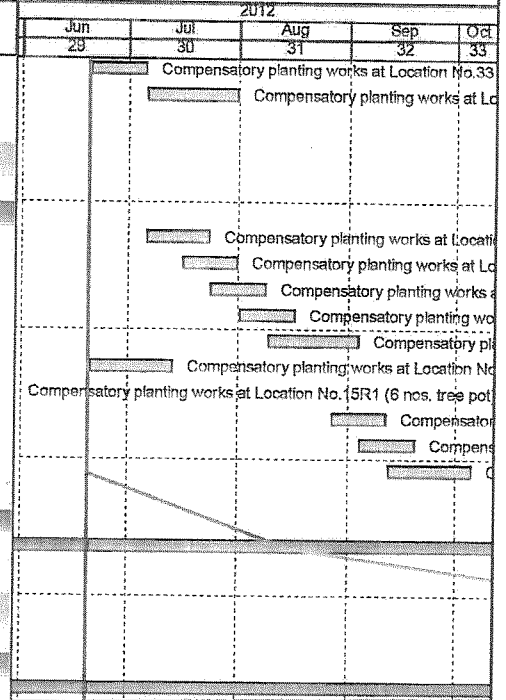 2012
Jun Jul Aug Sep Oct
29 30 31 32 33
Compensatory planting works at Location No.33
Compensatory planting works at Lo
Compensatory planting works at Locati
Compensatory planting works at Lo
Compensatory planting works a
Compensatory planting wo
Compensatory pl
Compensatory planting works at Location No
Compensatory planting works at Location No.15R1 (6 nos. tree pot
Compensator
Compens
C